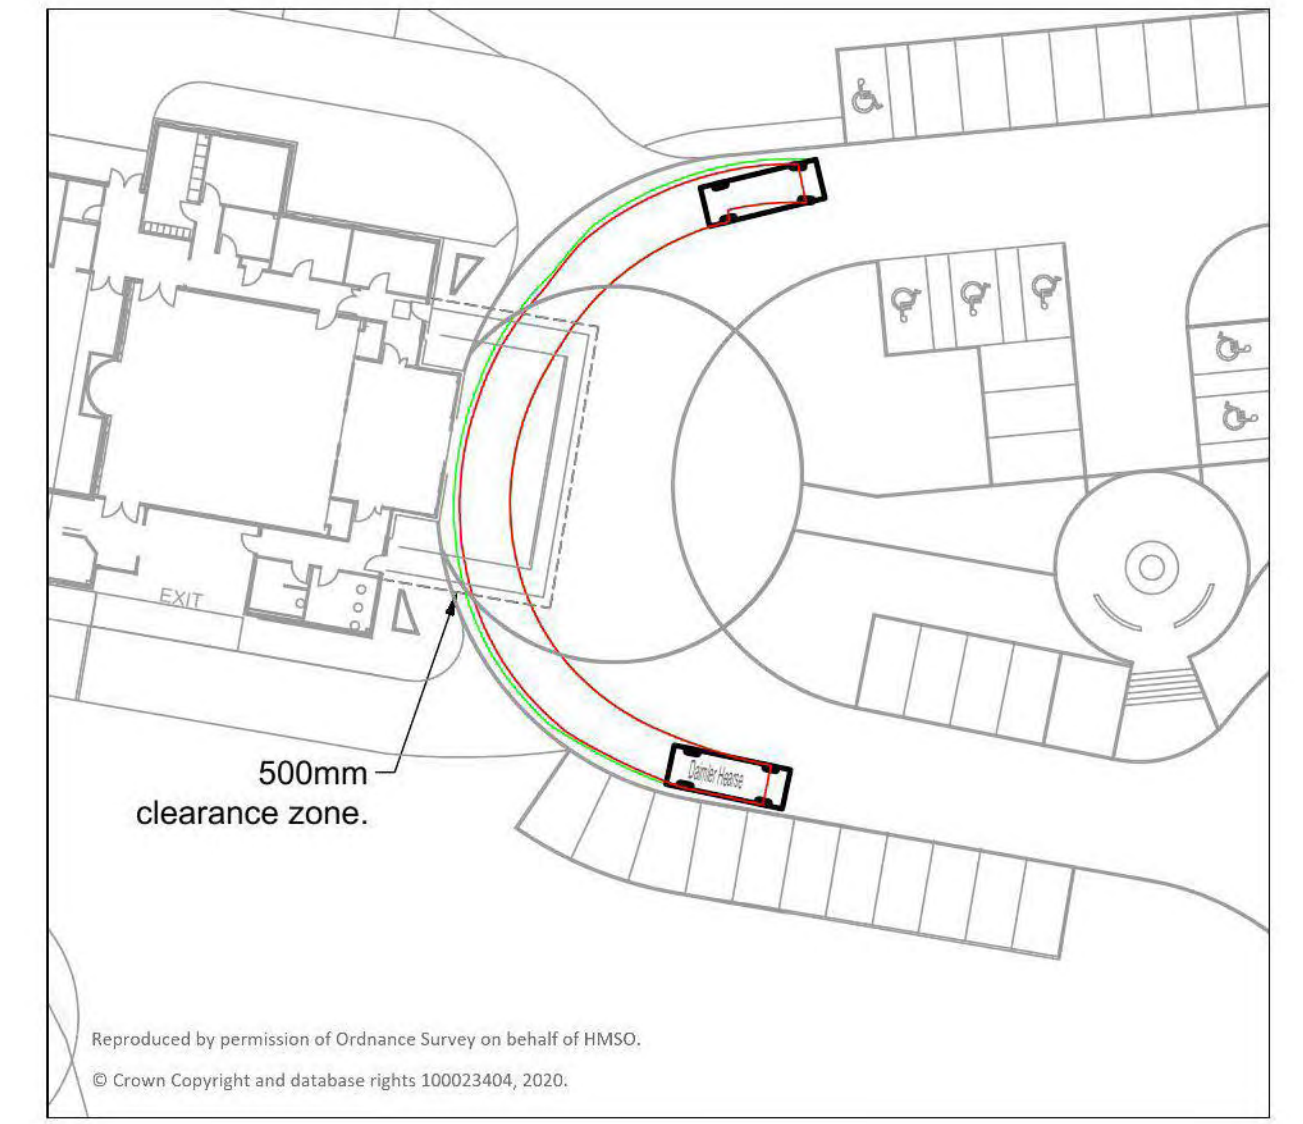 EXIT
500mm
clearance zone.
Daimler Hearse
Reproduced by permission of Ordnance Survey on behalf of HMSO.
© Crown Copyright and database rights 100023404, 2020.